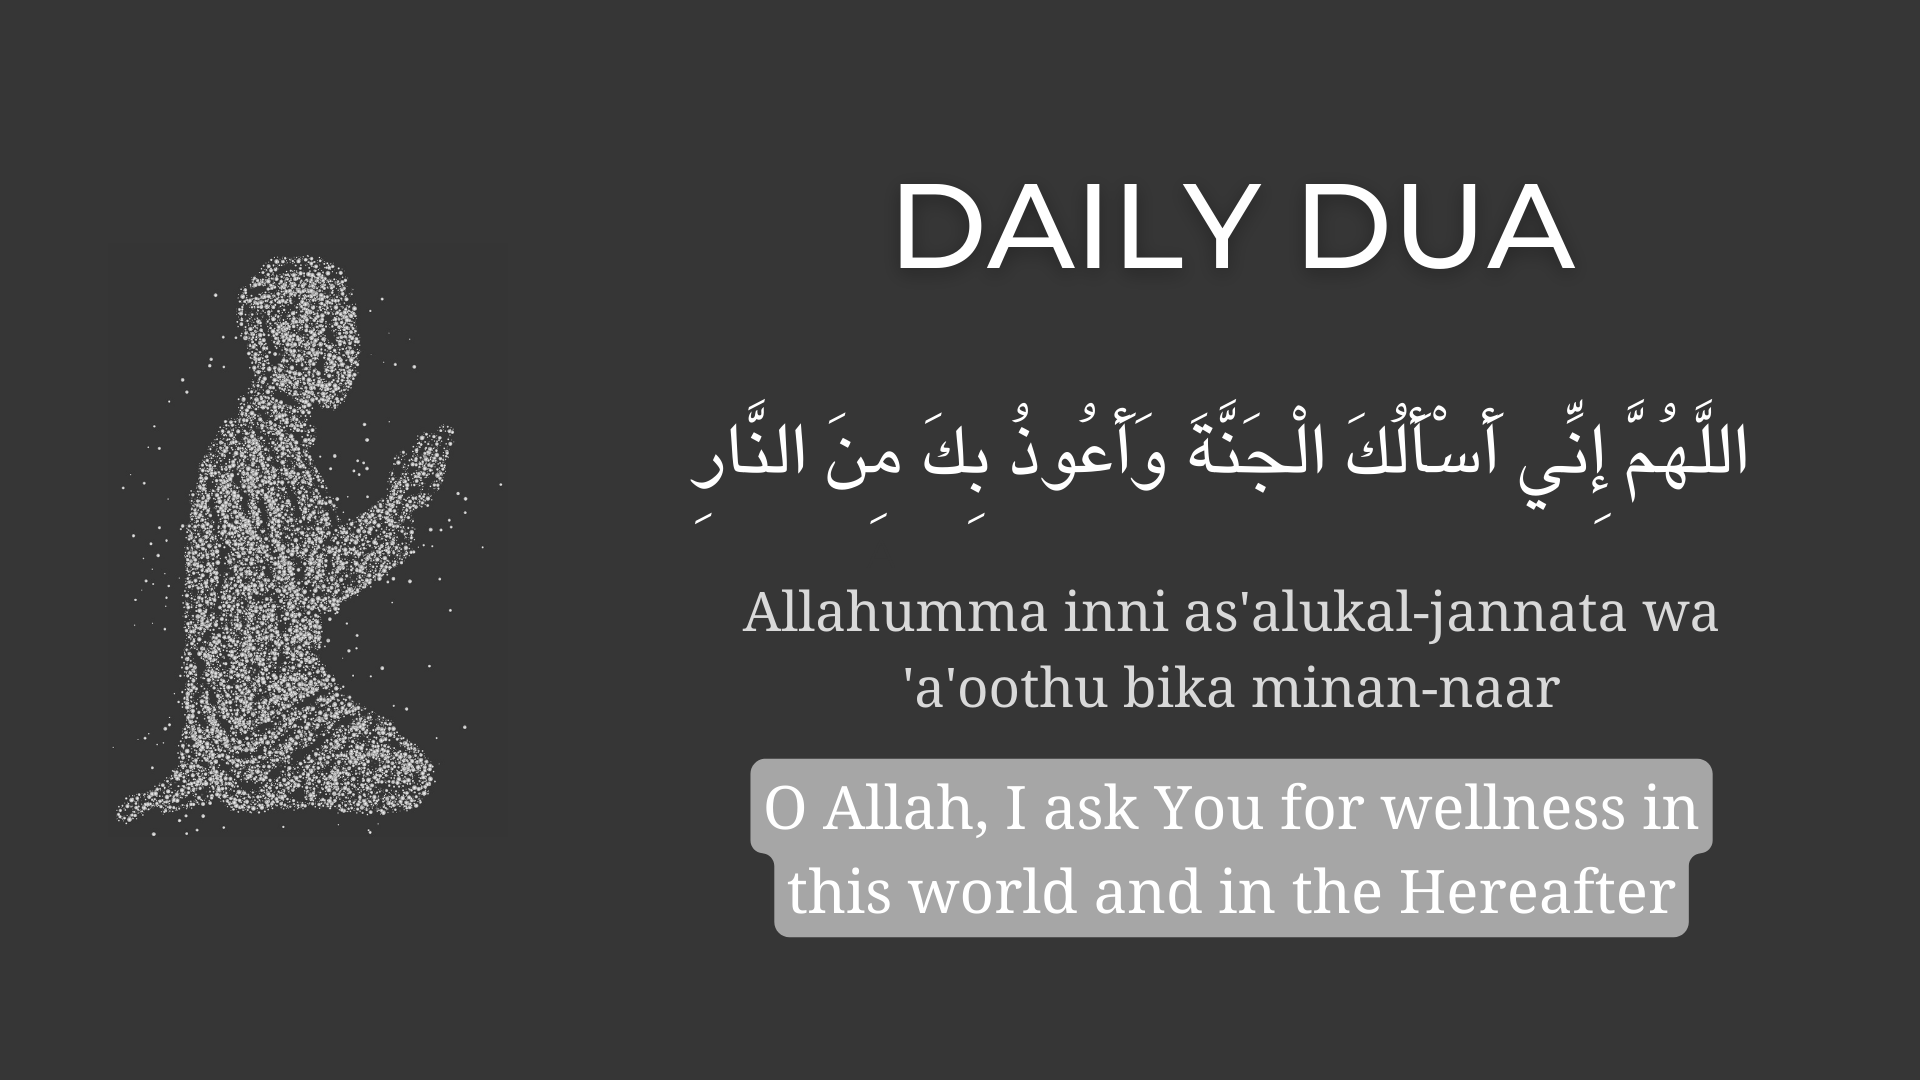 DAILY DUA
اللَّهُمَّ إِنِّي أَسْأَلُكَ الْجَنَّةَ وَأَعُوذُ بِكَ مِنَ النَّارِ
Allahumma inni as'alukal-jannata wa
'a'oothu bika minan-naar
O Allah, I ask You for wellness in
this world and in the Hereafter